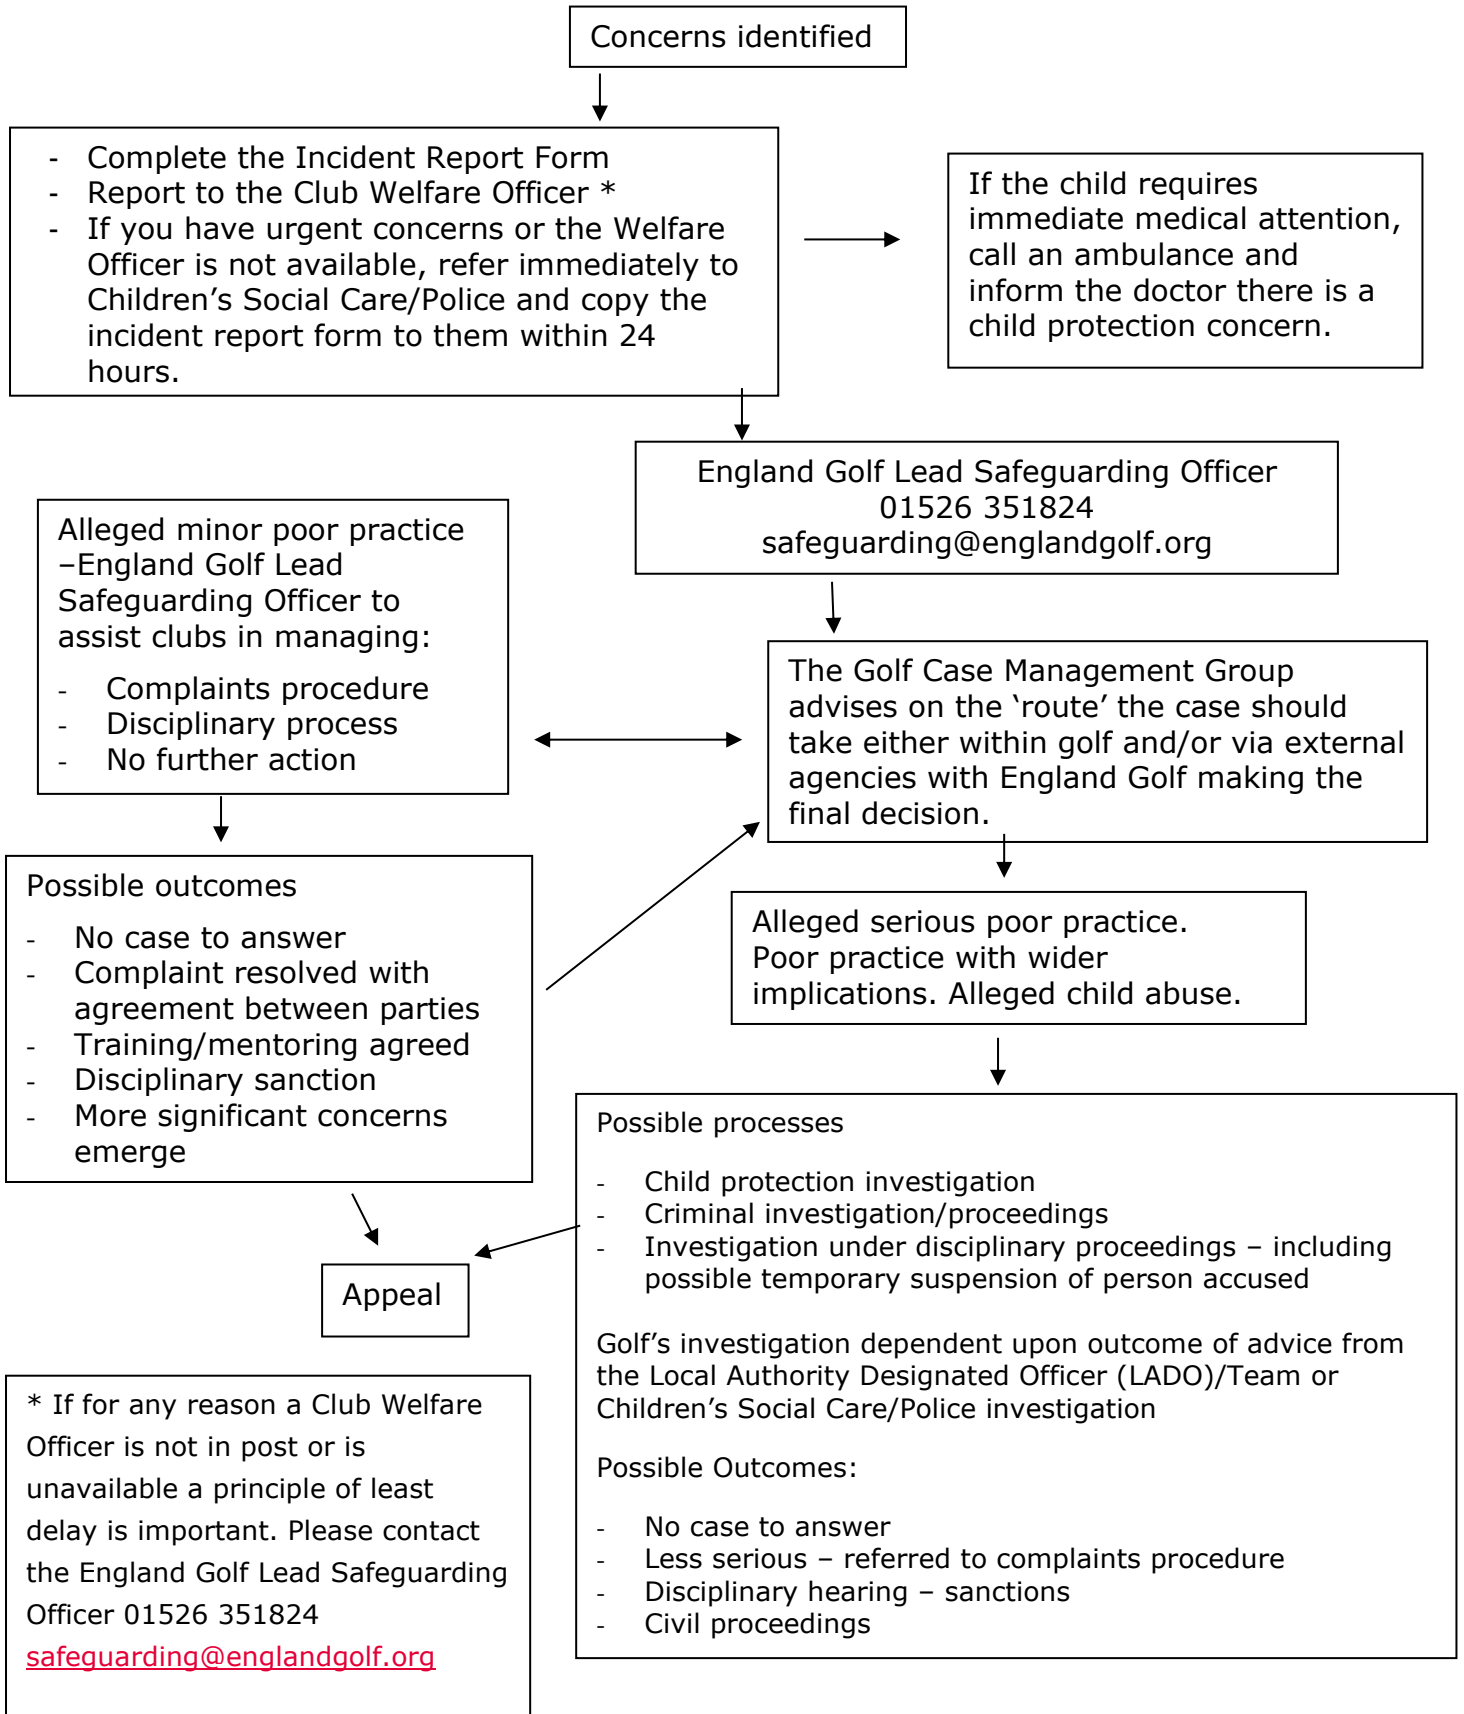 Concerns identified
- Complete the Incident Report Form
- Report to the Club Welfare Officer *
- If you have urgent concerns or the Welfare
Officer is not available, refer immediately to
Children’s Social Care/Police and copy the
incident report form to them within 24
hours.
If the child requires
immediate medical attention,
call an ambulance and
inform the doctor there is a
child protection concern.
England Golf Lead Safeguarding Officer
01526 351824
safeguarding@englandgolf.org
Alleged minor poor practice
–England Golf Lead
Safeguarding Officer to
assist clubs in managing:
- Complaints procedure
- Disciplinary process
- No further action
The Golf Case Management Group
advises on the ‘route’ the case should
take either within golf and/or via external
agencies with England Golf making the
final decision.
Possible outcomes
- No case to answer
- Complaint resolved with
agreement between parties
- Training/mentoring agreed
- Disciplinary sanction
- More significant concerns
emerge
Alleged serious poor practice.
Poor practice with wider
implications. Alleged child abuse.
Possible processes
- Child protection investigation
- Criminal investigation/proceedings
- Investigation under disciplinary proceedings – including
possible temporary suspension of person accused
Golf’s investigation dependent upon outcome of advice from
the Local Authority Designated Officer (LADO)/Team or
Children’s Social Care/Police investigation
Possible Outcomes:
- No case to answer
- Less serious – referred to complaints procedure
- Disciplinary hearing – sanctions
- Civil proceedings
Appeal
* If for any reason a Club Welfare
Officer is not in post or is
unavailable a principle of least
delay is important. Please contact
the England Golf Lead Safeguarding
Officer 01526 351824
safeguarding@englandgolf.org